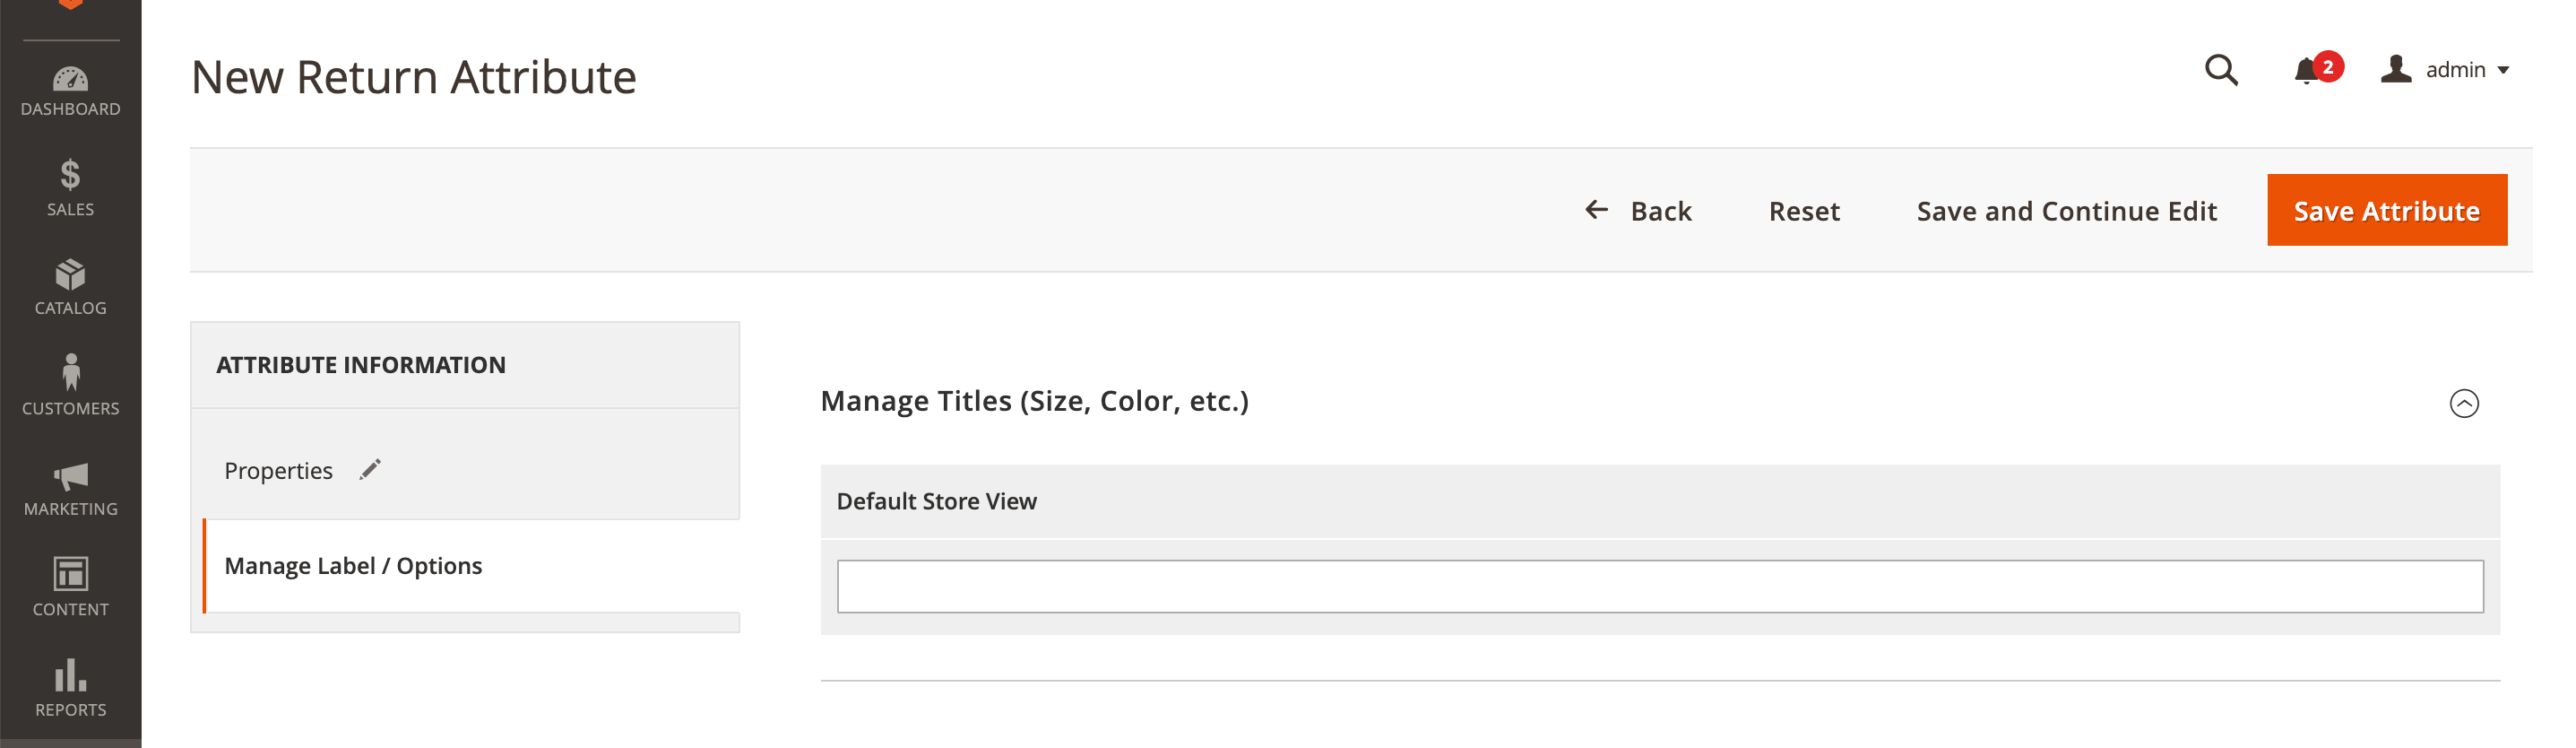 New Return Attribute
2
admin
DASHBOARD
SALES
CATALOG
CUSTOMERS
MARKETING
CONTENT
REPORTS
Back
Reset
Save and Continue Edit
Save Attribute
ATTRIBUTE INFORMATION
Properties
Manage Label / Options
Manage Titles (Size, Color, etc.)
Default Store View